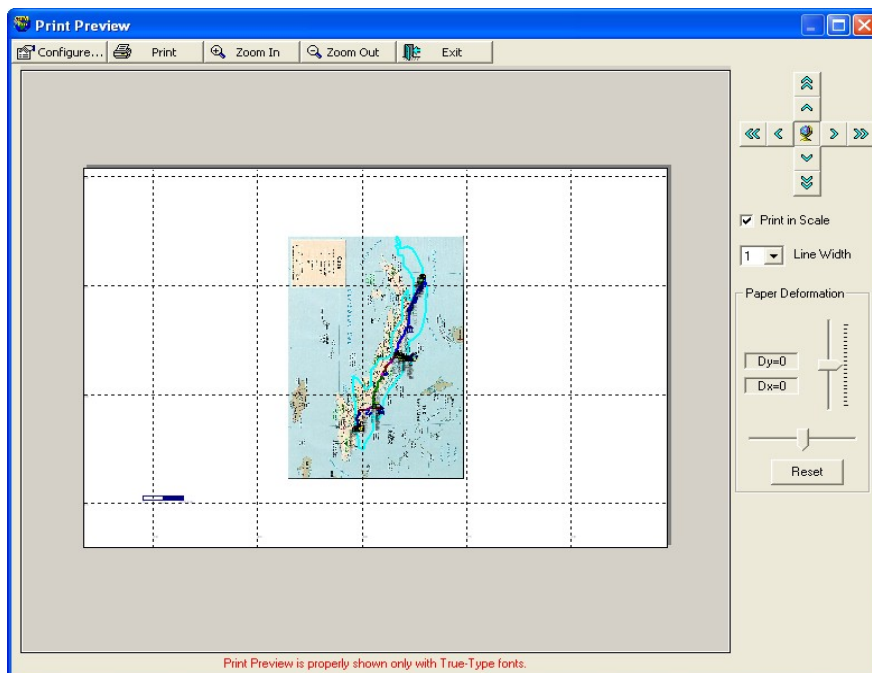 Print Preview
Configure... Print Zoom In Zoom Out Exit
Print in Scale
1 Line Width
Paper Deformation
Dy=0
Dx=0
Reset
Print Preview is properly shown only with True-Type fonts.